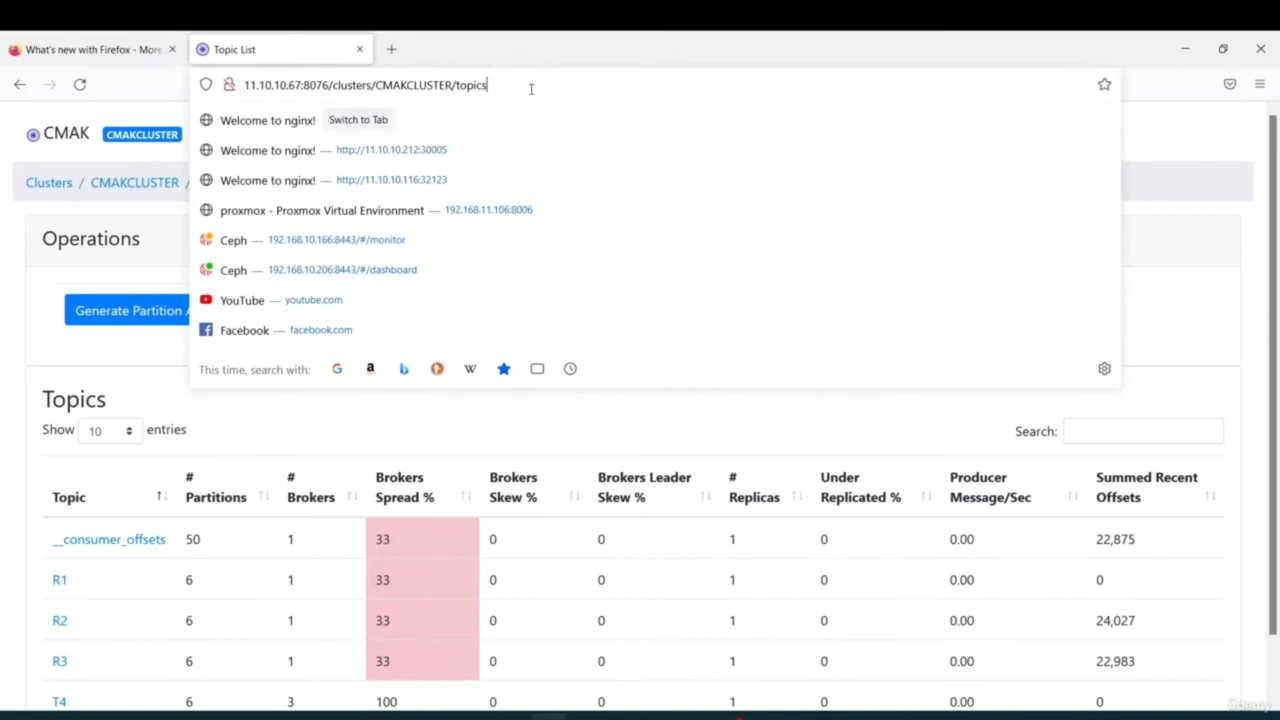 What's new with Firefox - More
Topic List
11.10.10.67:8076/clusters/CMAKCLUSTER/topics
Welcome to nginx! Switch to Tab
Welcome to nginx! — http://11.10.10.212:30005
Welcome to nginx! — http://11.10.10.116:32123
proxmox - Proxmox Virtual Environment — 192.168.11.106:8006
Ceph — 192.168.10.166:8443/#/monitor
Ceph — 192.168.10.206:8443/#/dashboard
YouTube — youtube.com
Facebook — facebook.com
This time, search with:
CMAK CMAKCLUSTER
Clusters / CMAKCLUSTER /
Operations
Generate Partition
Topics
Show 10 entries
Search:
Topic # Partitions # Brokers Brokers Spread % Brokers Skew % Brokers Leader Skew % # Replicas Under Replicated % Producer Message/Sec Summed Recent Offsets
__consumer_offsets 50 1 33 0 0 1 0 0.00 22,875
R1 6 1 33 0 0 1 0 0.00 0
R2 6 1 33 0 0 1 0 0.00 24,027
R3 6 1 33 0 0 1 0 0.00 22,983
T4 6 3 100 0 0 1 0 0.00 0
ûdemy